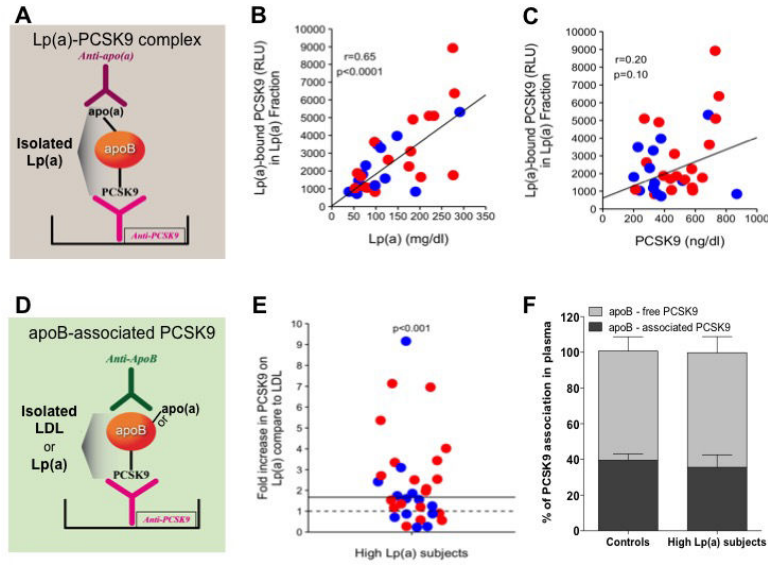 A
Lp(a)-PCSK9 complex
Anti-apo(a)
apo(a)
Isolated
Lp(a)
apoB
PCSK9
Anti-PCSK9
B
Lp(a)-bound PCSK9 (RLU)
in Lp(a) Fraction
10000
9000
8000
7000
6000
5000
4000
3000
2000
1000
0
r=0.65
p<0.0001
0 50 100 150 200 250 300 350
Lp(a) (mg/dl)
C
Lp(a)-bound PCSK9 (RLU)
in Lp(a) Fraction
10000
9000
8000
7000
6000
5000
4000
3000
2000
1000
0
r=0.20
p=0.10
0 200 400 600 800 1000
PCSK9 (ng/dl)
D
apoB-associated PCSK9
Anti-ApoB
Isolated
LDL
or
Lp(a)
apo(a)
or
apoB
PCSK9
Anti-PCSK9
E
Fold increase in PCSK9 on
Lp(a) compare to LDL
10
9
8
7
6
5
4
3
2
1
0
p<0.001
High Lp(a) subjects
F
% of PCSK9 association in plasma
120
100
80
60
40
20
0
apoB - free PCSK9
apoB - associated PCSK9
Controls
High Lp(a) subjects